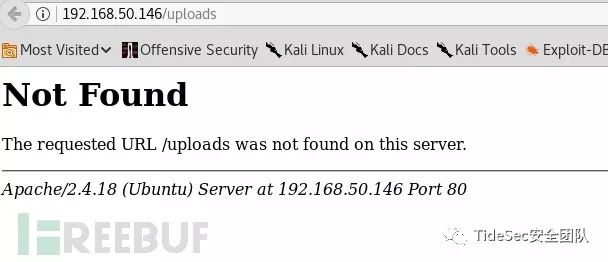 192.168.50.146/uploads
Most Visited Offensive Security Kali Linux Kali Docs Kali Tools Exploit-DB
Not Found
The requested URL /uploads was not found on this server.
Apache/2.4.18 (Ubuntu) Server at 192.168.50.146 Port 80
FREEBUF
TideSec安全团队